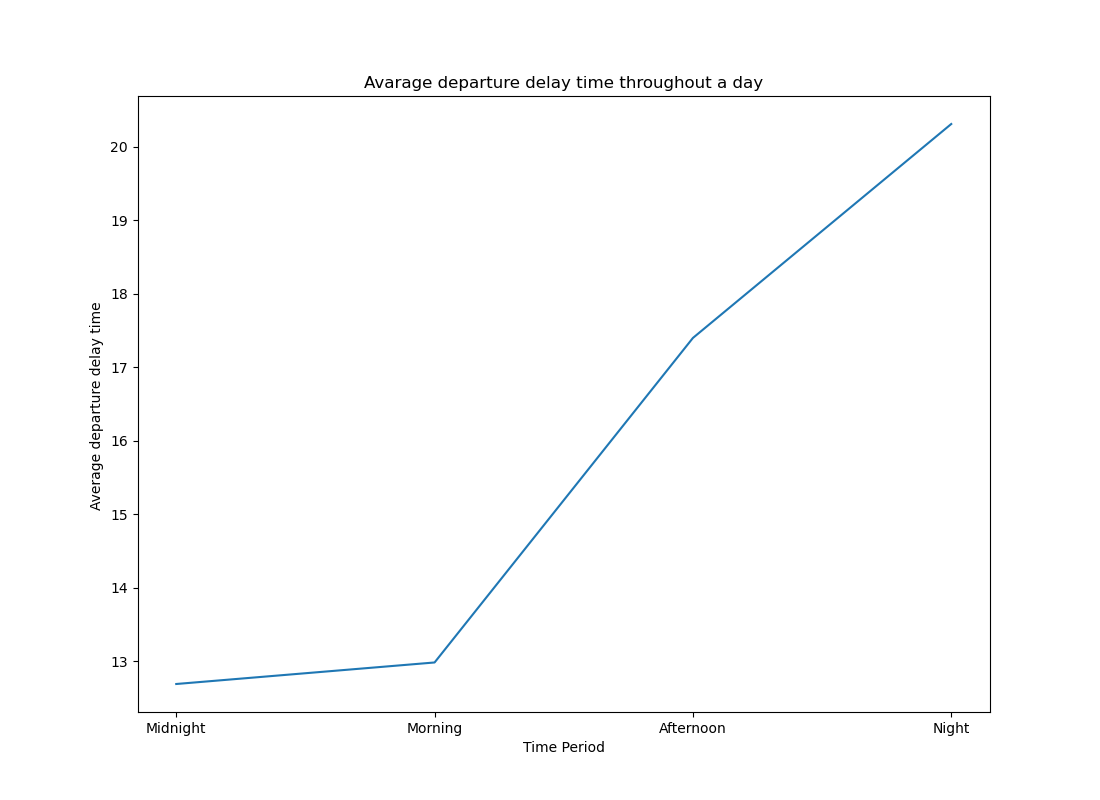 Avarage departure delay time throughout a day
Average departure delay time
20
19
18
17
16
15
14
13
Midnight Morning Afternoon Night
Time Period